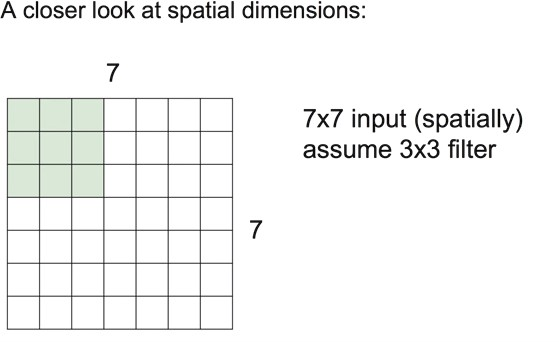 A closer look at spatial dimensions:
7
7x7 input (spatially)
assume 3x3 filter
7